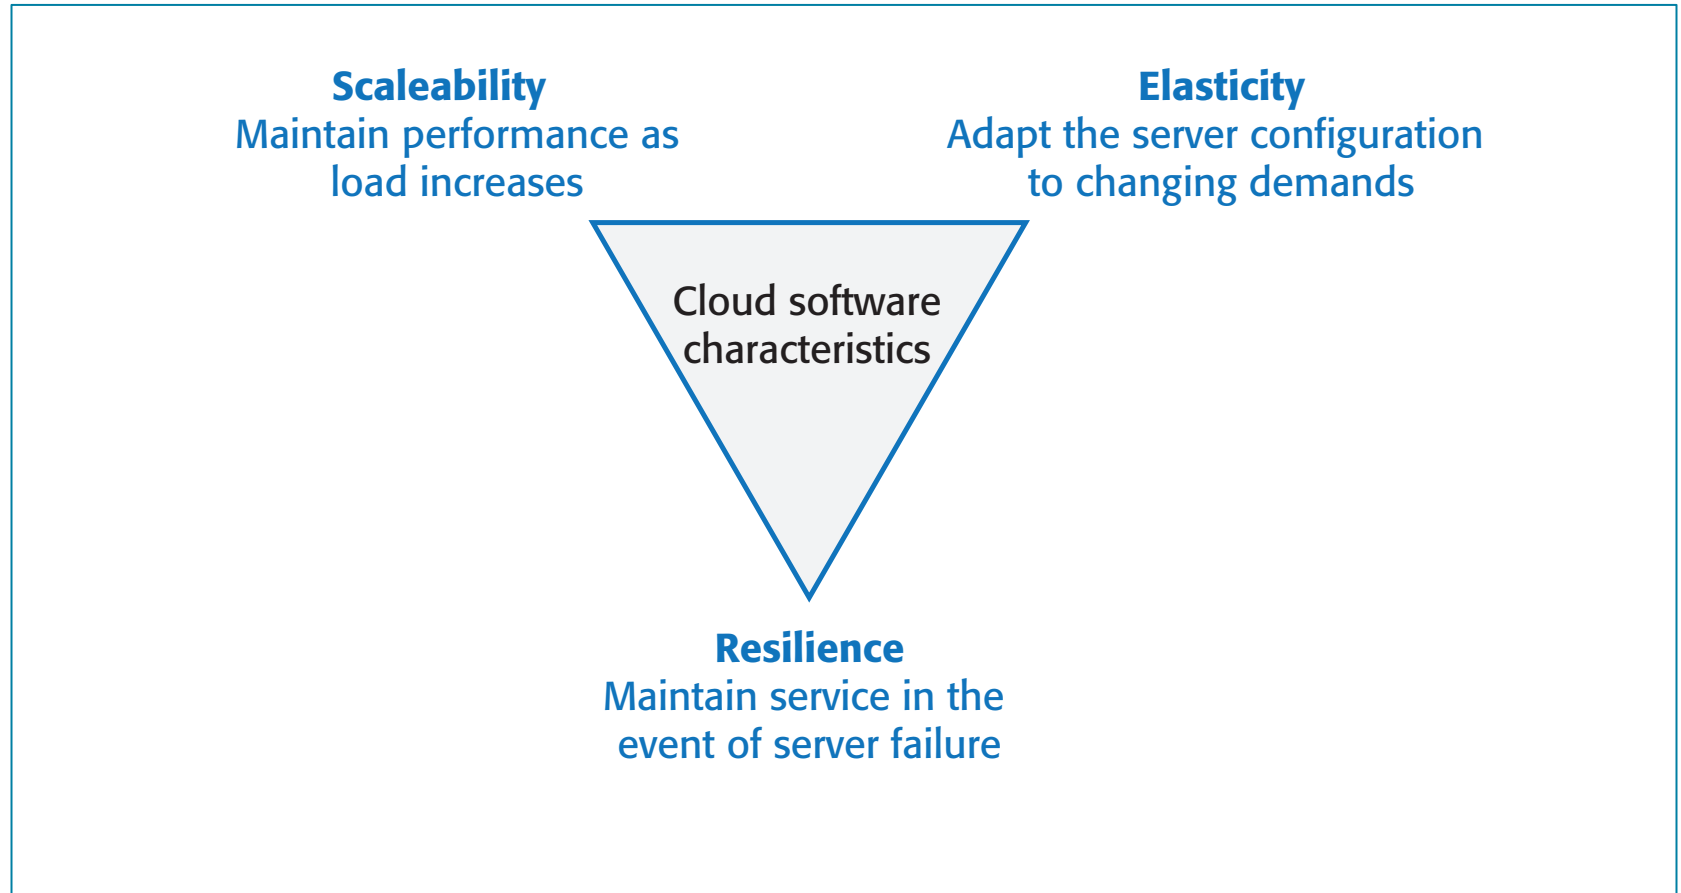 Scaleability
Maintain performance as
load increases
Elasticity
Adapt the server configuration
to changing demands
Cloud software
characteristics
Resilience
Maintain service in the
event of server failure